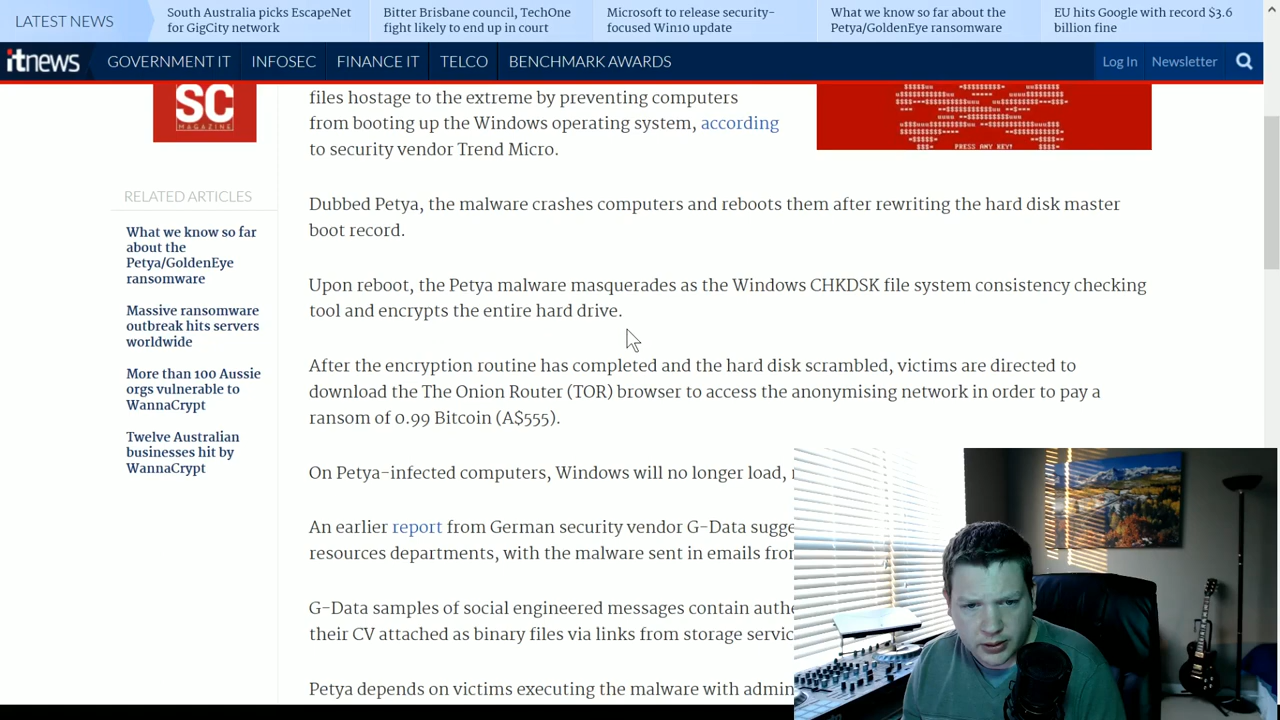 LATEST NEWS
South Australia picks EscapeNet
for GigCity network
Bitter Brisbane council, TechOne
fight likely to end up in court
Microsoft to release security-
focused Win10 update
What we know so far about the
Petya/GoldenEye ransomware
EU hits Google with record $3.6
billion fine
itnews
GOVERNMENT IT
INFOSEC
FINANCE IT
TELCO
BENCHMARK AWARDS
Log In
Newsletter
SC
MAGAZINE
RELATED ARTICLES
What we know so far
about the
Petya/GoldenEye
ransomware
Massive ransomware
outbreak hits servers
worldwide
More than 100 Aussie
orgs vulnerable to
WannaCrypt
Twelve Australian
businesses hit by
WannaCrypt
files hostage to the extreme by preventing computers
from booting up the Windows operating system, according
to security vendor Trend Micro.
PRESS ANY KEY!
Dubbed Petya, the malware crashes computers and reboots them after rewriting the hard disk master
boot record.
Upon reboot, the Petya malware masquerades as the Windows CHKDSK file system consistency checking
tool and encrypts the entire hard drive.
After the encryption routine has completed and the hard disk scrambled, victims are directed to
download the The Onion Router (TOR) browser to access the anonymising network in order to pay a
ransom of 0.99 Bitcoin (A$555).
On Petya-infected computers, Windows will no longer load,
An earlier report from German security vendor G-Data
resources departments, with the malware sent in emails
G-Data samples of social engineered messages contain
their CV attached as binary files via links from storage
Petya depends on victims executing the malware with